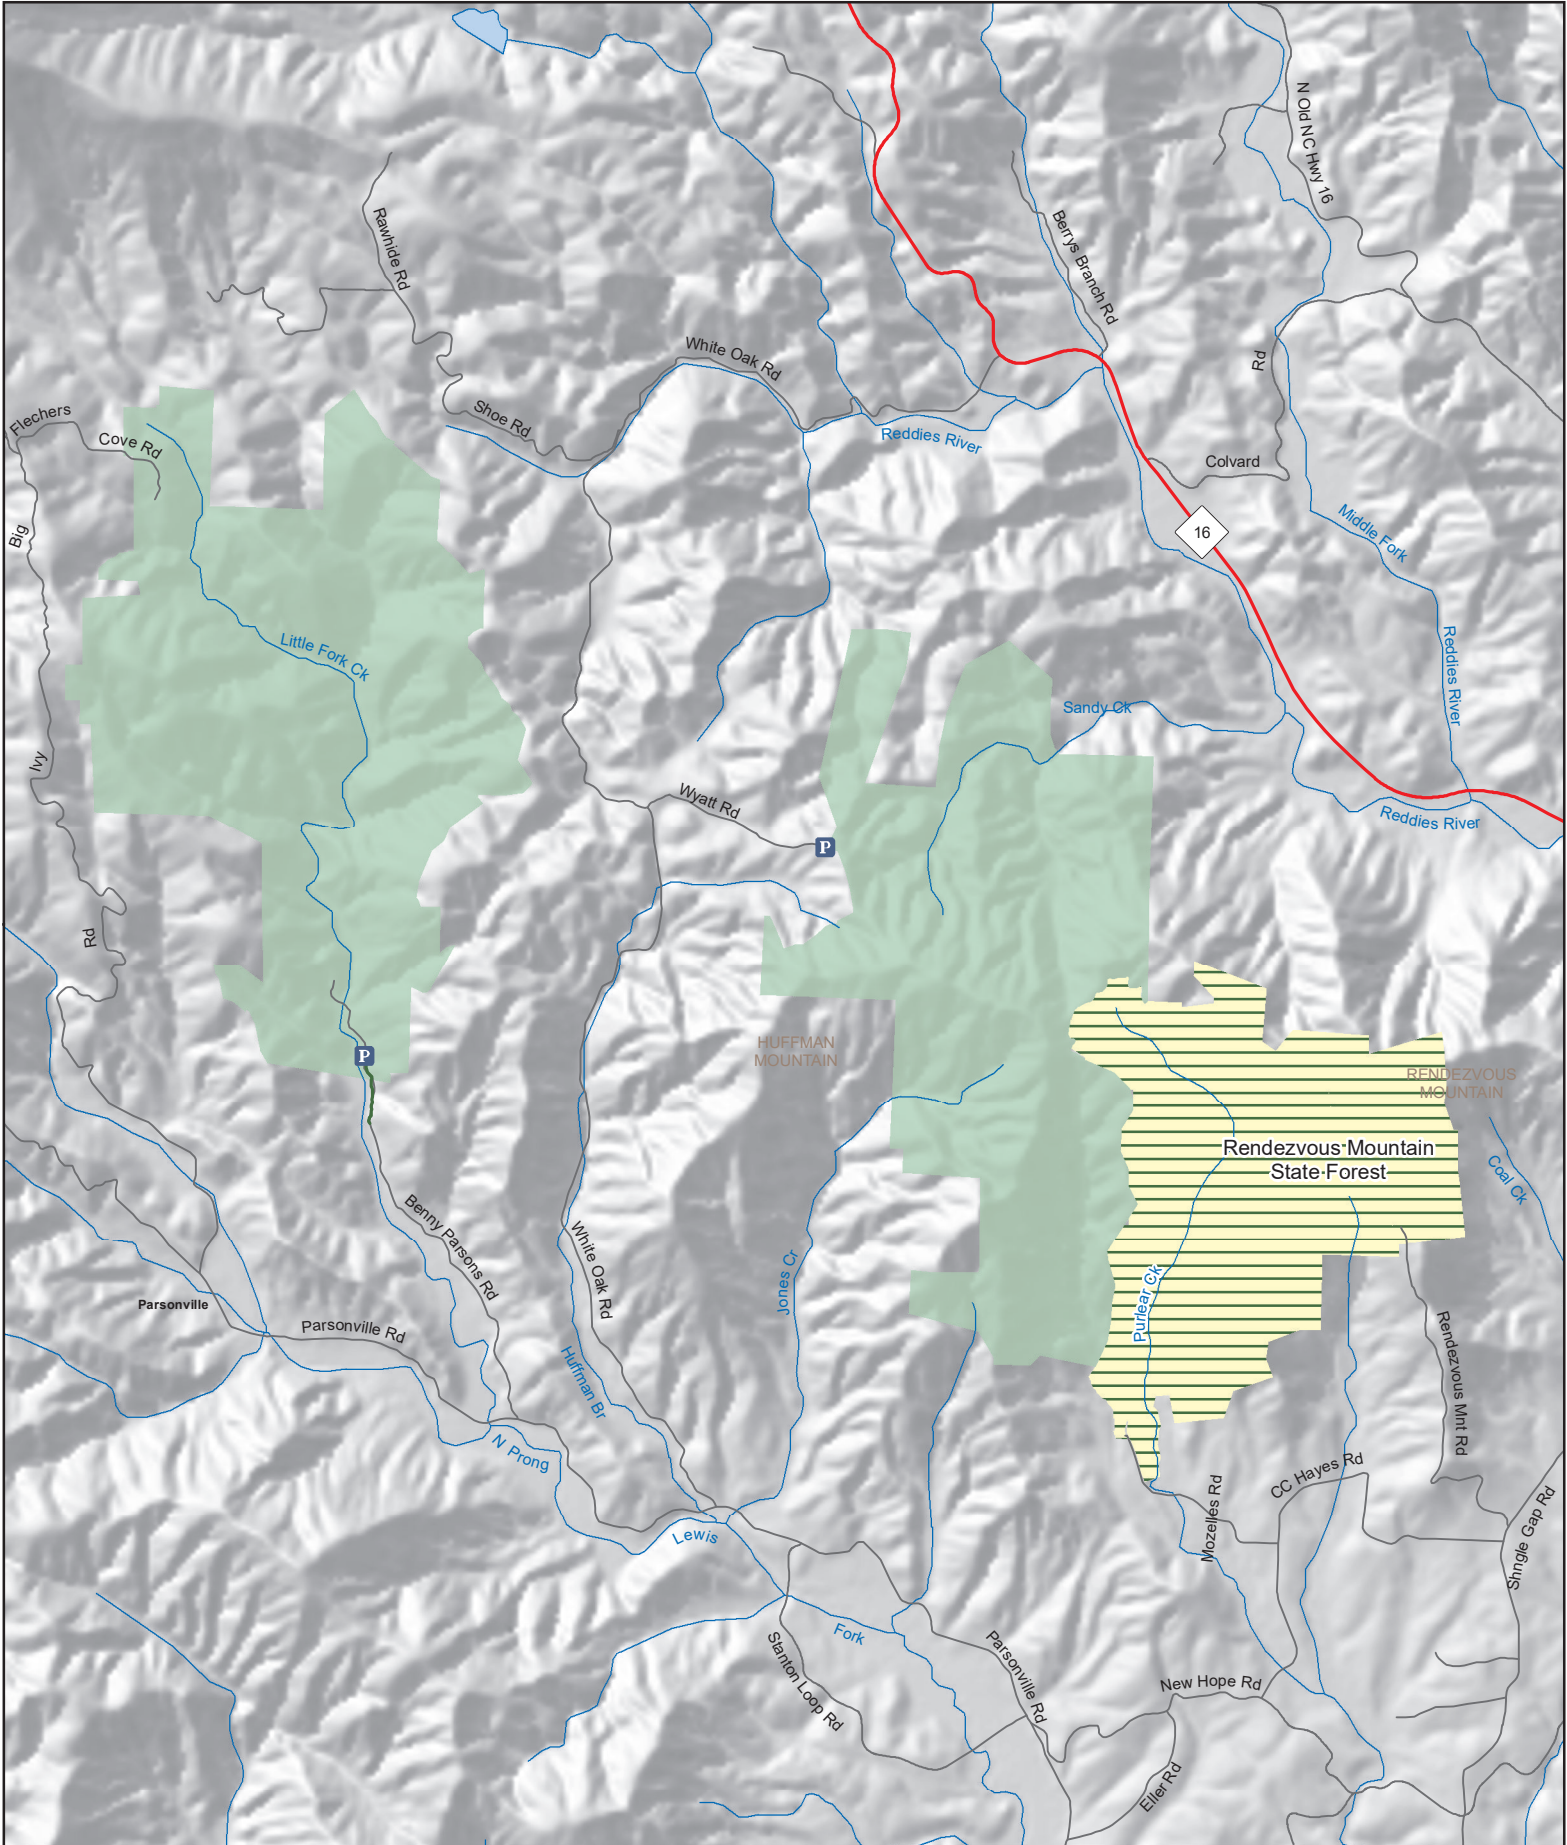 N Old NC Hwy 16
Rawhide Rd
Berrys Branch Rd
White Oak Rd
Rd
Flechers
Cove Rd
Shoe Rd
Reddies River
Colvard
Big
16
Middle Fork
Little Fork Ck
Reddies River
Sandy Ck
Ivy
Wyatt Rd
P
Reddies River
Rd
HUFFMAN
MOUNTAIN
P
RENDEZVOUS
MOUNTAIN
Rendezvous Mountain
State Forest
Coal Ck
Benny Parsons Rd
White Oak Rd
Jones Cr
Purlear Ck
Parsonville
Parsonville Rd
Rendezvous Mnt Rd
Huffman Br
N Prong
CC Hayes Rd
Mozelles Rd
Shngle Gap Rd
Lewis
Fork
Stanton Loop Rd
Parsonville Rd
New Hope Rd
Eller Rd